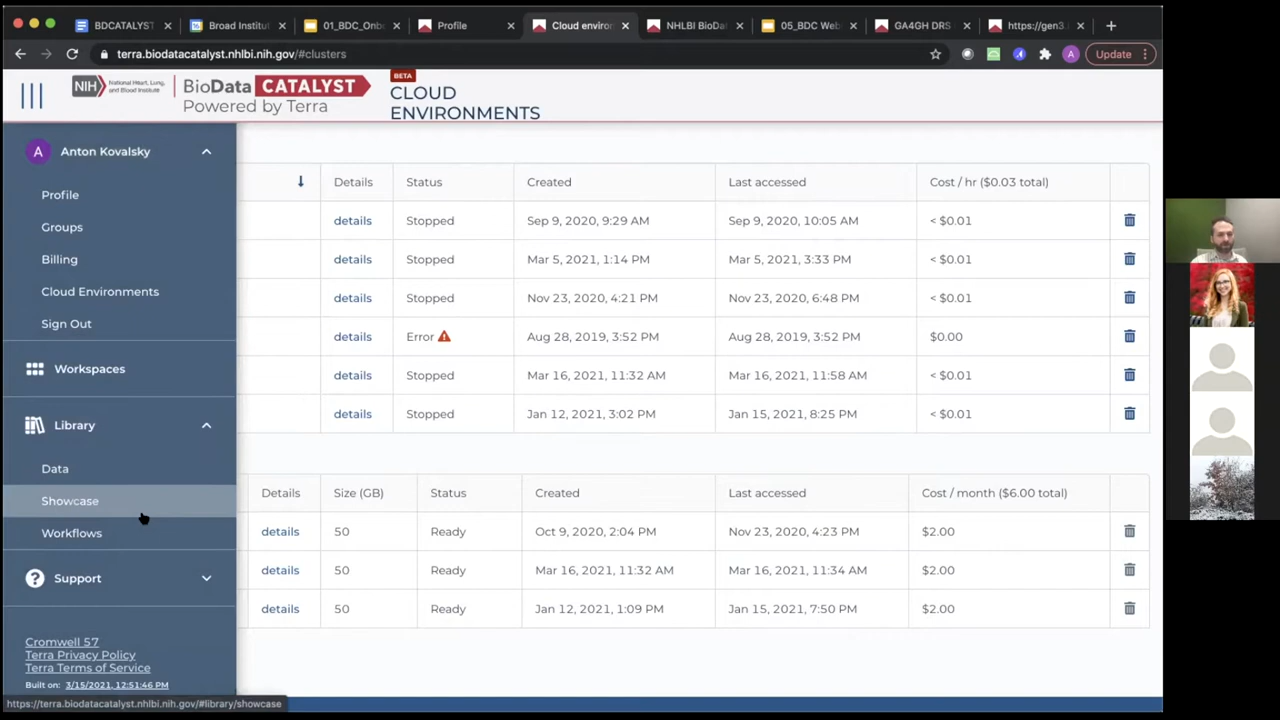 BDCATALYST
Broad Institu
01_BDC_Onb
Profile
Cloud environ
NHLBI BioDat
05_BDC Web
GA4GH DRS
https://gen3.
terra.biodatacatalyst.nhlbi.nih.gov/#clusters
A
Update
NIH
National Heart, Lung,
and Blood Institute
BioData CATALYST
Powered by Terra
BETA
CLOUD
ENVIRONMENTS
A Anton Kovalsky
Profile
Groups
Billing
Cloud Environments
Sign Out
Workspaces
Library
Data
Showcase
Workflows
Support
Cromwell 57
Terra Privacy Policy
Terra Terms of Service
Built on: 3/15/2021, 12:51:46 PM
Details Status Created Last accessed Cost / hr ($0.03 total)
details Stopped Sep 9, 2020, 9:29 AM Sep 9, 2020, 10:05 AM < $0.01
details Stopped Mar 5, 2021, 1:14 PM Mar 5, 2021, 3:33 PM < $0.01
details Stopped Nov 23, 2020, 4:21 PM Nov 23, 2020, 6:48 PM < $0.01
details Error Aug 28, 2019, 3:52 PM Aug 28, 2019, 3:52 PM $0.00
details Stopped Mar 16, 2021, 11:32 AM Mar 16, 2021, 11:58 AM < $0.01
details Stopped Jan 12, 2021, 3:02 PM Jan 15, 2021, 8:25 PM < $0.01
Details Size (GB) Status Created Last accessed Cost / month ($6.00 total)
details 50 Ready Oct 9, 2020, 2:04 PM Nov 23, 2020, 4:23 PM $2.00
details 50 Ready Mar 16, 2021, 11:32 AM Mar 16, 2021, 11:34 AM $2.00
details 50 Ready Jan 12, 2021, 1:09 PM Jan 15, 2021, 7:50 PM $2.00
https://terra.biodatacatalyst.nhlbi.nih.gov/#library/showcase